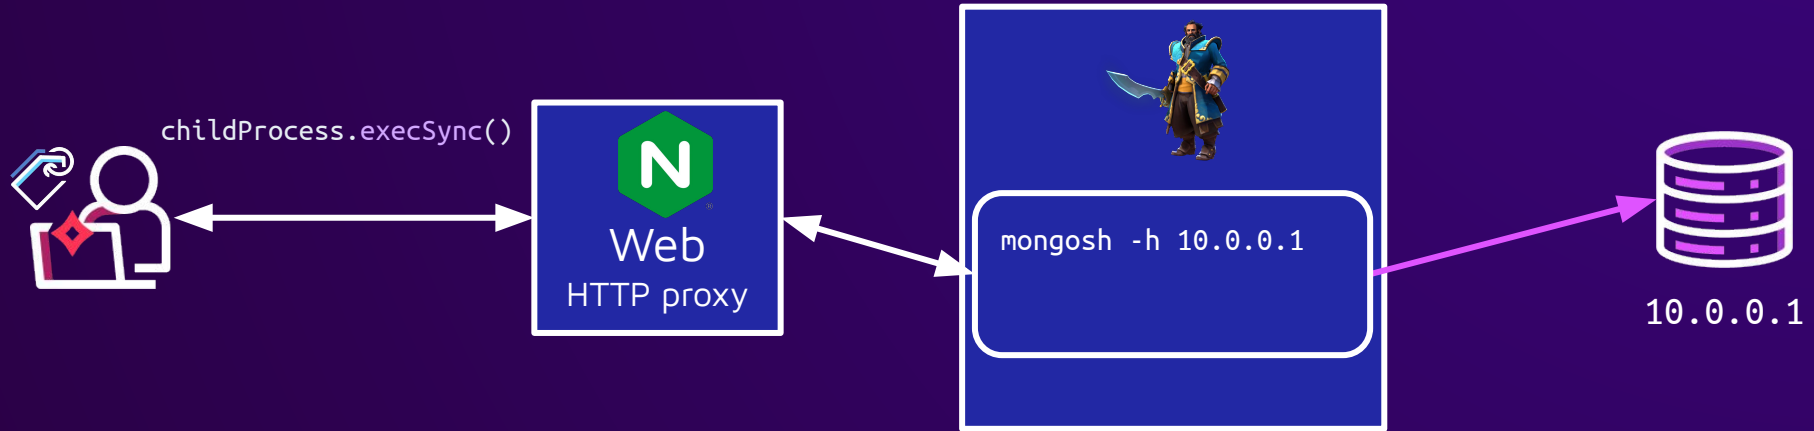 childProcess.execSync()
N
®
Web
HTTP proxy
mongosh -h 10.0.0.1
10.0.0.1